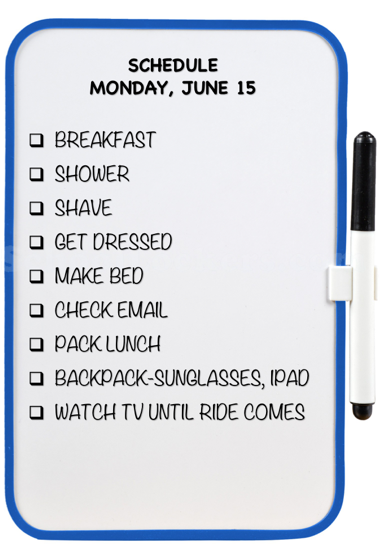 SCHEDULE
MONDAY, JUNE 15
BREAKFAST
SHOWER
SHAVE
GET DRESSED
MAKE BED
CHECK EMAIL
PACK LUNCH
BACKPACK-SUNGLASSES, IPAD
WATCH TV UNTIL RIDE COMES